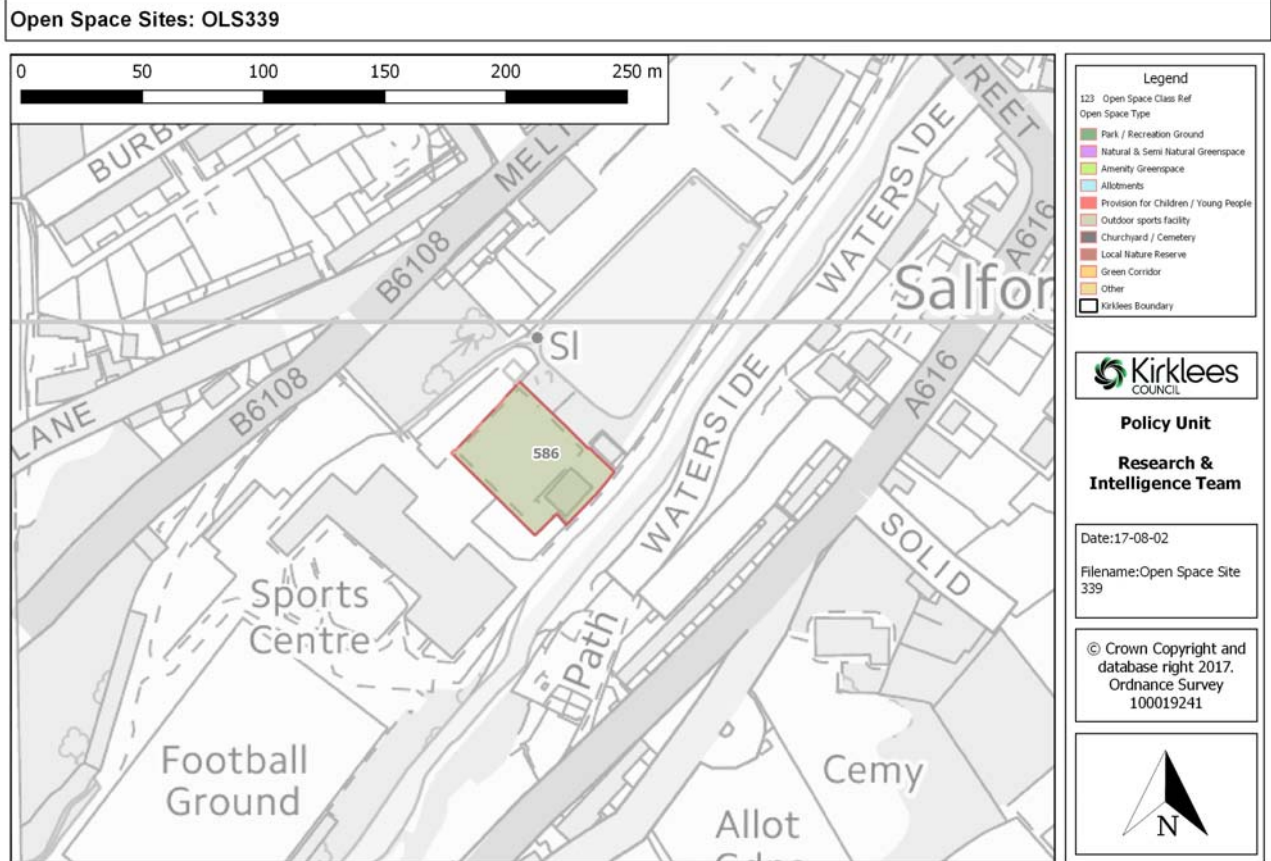 Open Space Sites: OLS339
0 50 100 150 200 250 m
BURBE
MELT
STREET
WATERSIDE
A616
B6108
Salfor
SI
A616
B6108
WATERSIDE
LANE
586
SOLID
Sports
Centre
Path
Football
Ground
Cemy
Allot
Gdns
Legend
123 Open Space Class Ref
Open Space Type
Park / Recreation Ground
Natural & Semi Natural Greenspace
Amenity Greenspace
Allotments
Provision for Children / Young People
Outdoor sports facility
Churchyard / Cemetery
Local Nature Reserve
Green Corridor
Other
Kirklees Boundary
Kirklees
COUNCIL
Policy Unit
Research &
Intelligence Team
Date:17-08-02
Filename:Open Space Site
339
© Crown Copyright and
database right 2017.
Ordnance Survey
100019241
N